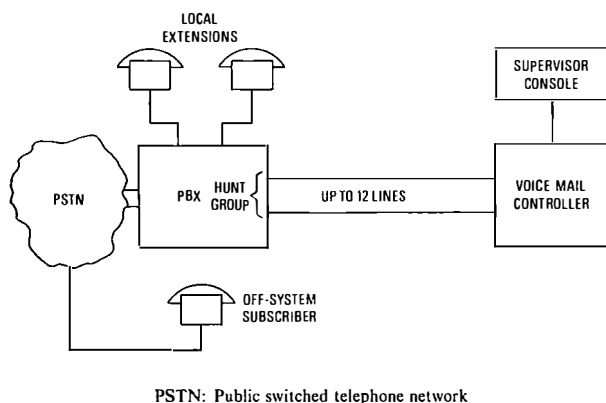 LOCAL
EXTENSIONS
SUPERVISOR
CONSOLE
PSTN
PBX
HUNT
GROUP
UP TO 12 LINES
VOICE MAIL
CONTROLLER
OFF-SYSTEM
SUBSCRIBER
PSTN: Public switched telephone network